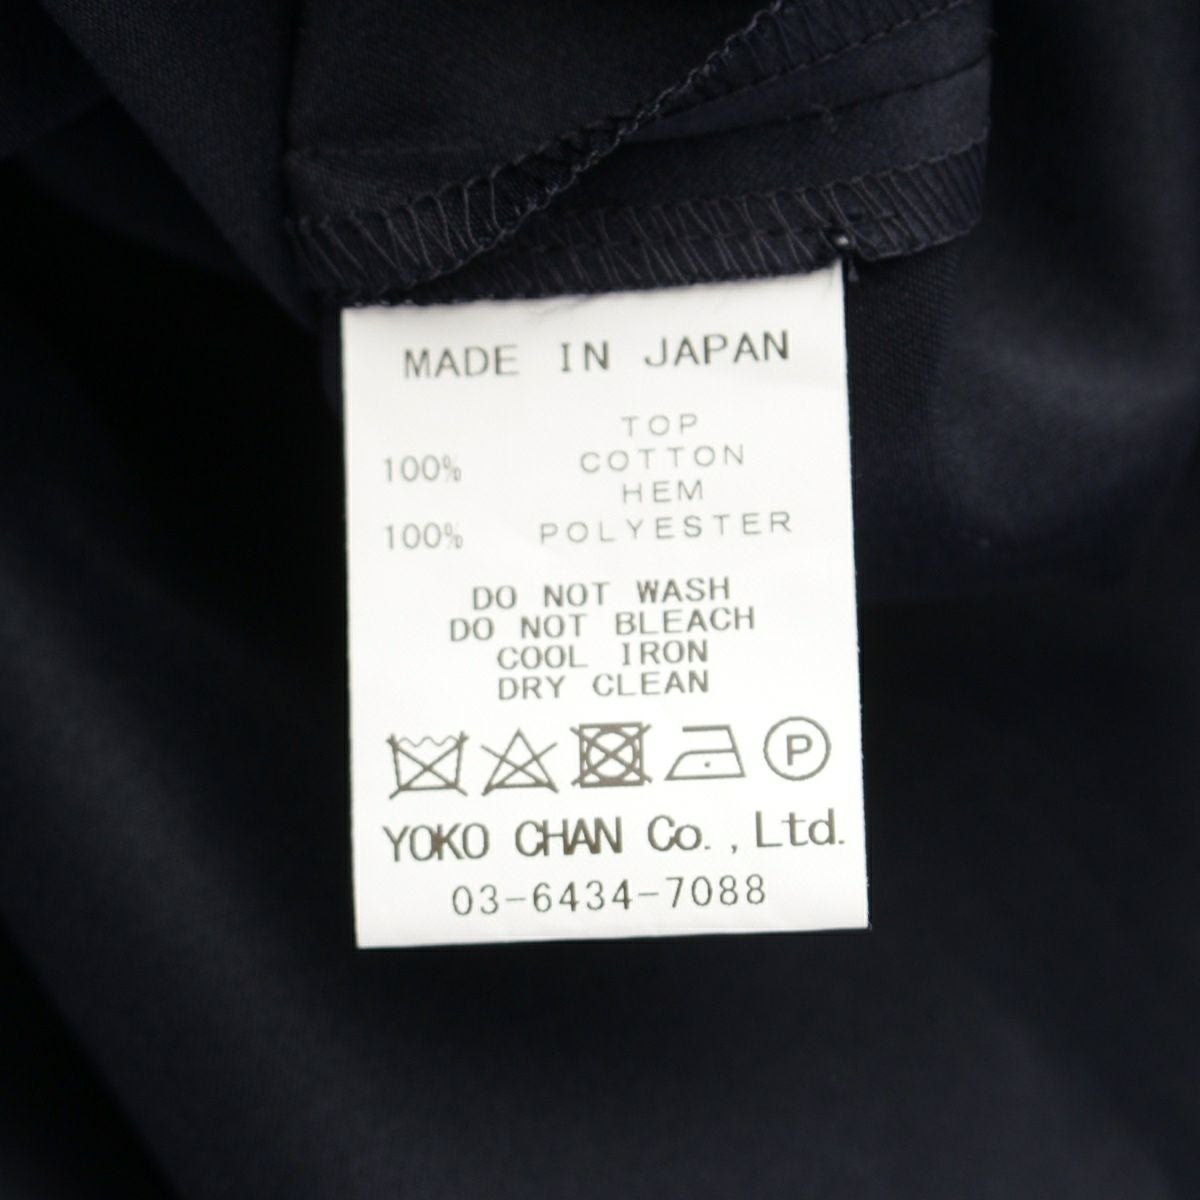 MADE IN JAPAN
TOP
100% COTTON
HEM
100% POLYESTER
DO NOT WASH
DO NOT BLEACH
COOL IRON
DRY CLEAN
P
YOKO CHAN Co., Ltd.
03-6434-7088